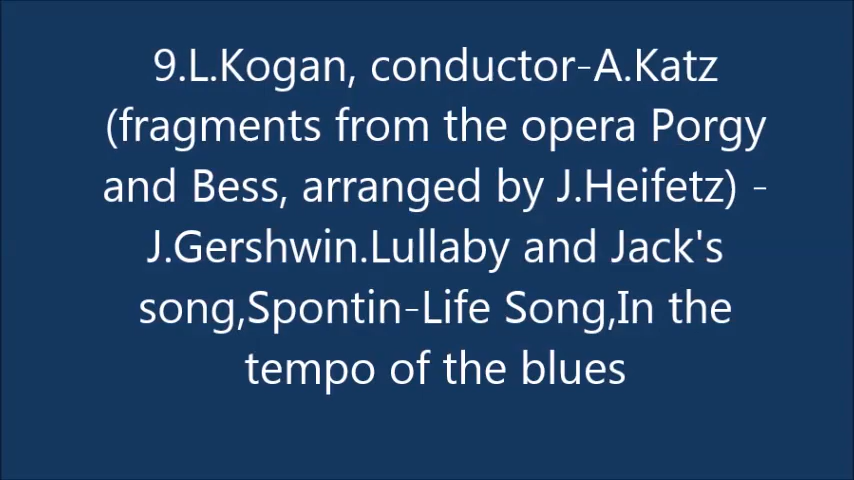 9.L.Kogan, conductor-A.Katz
(fragments from the opera Porgy
and Bess, arranged by J.Heifetz) -
J.Gershwin.Lullaby and Jack's
song,Spontin-Life Song,In the
tempo of the blues